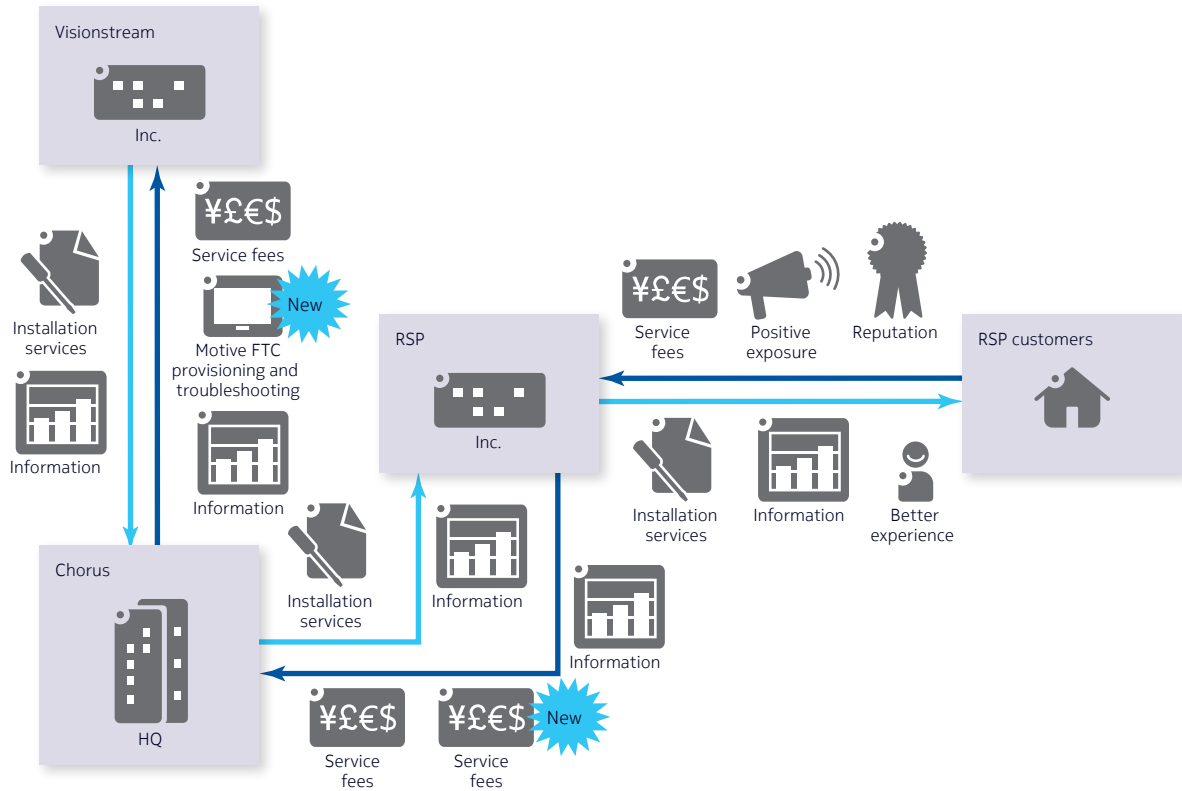 Visionstream
Inc.
¥£€$
Service fees
New
Motive FTC
provisioning and
troubleshooting
Information
Installation
services
Information
Chorus
HQ
Installation
services
Information
RSP
Inc.
Information
¥£€$
Service
fees
¥£€$
New
Service
fees
¥£€$
Service
fees
Positive
exposure
Reputation
RSP customers
Installation
services
Information
Better
experience